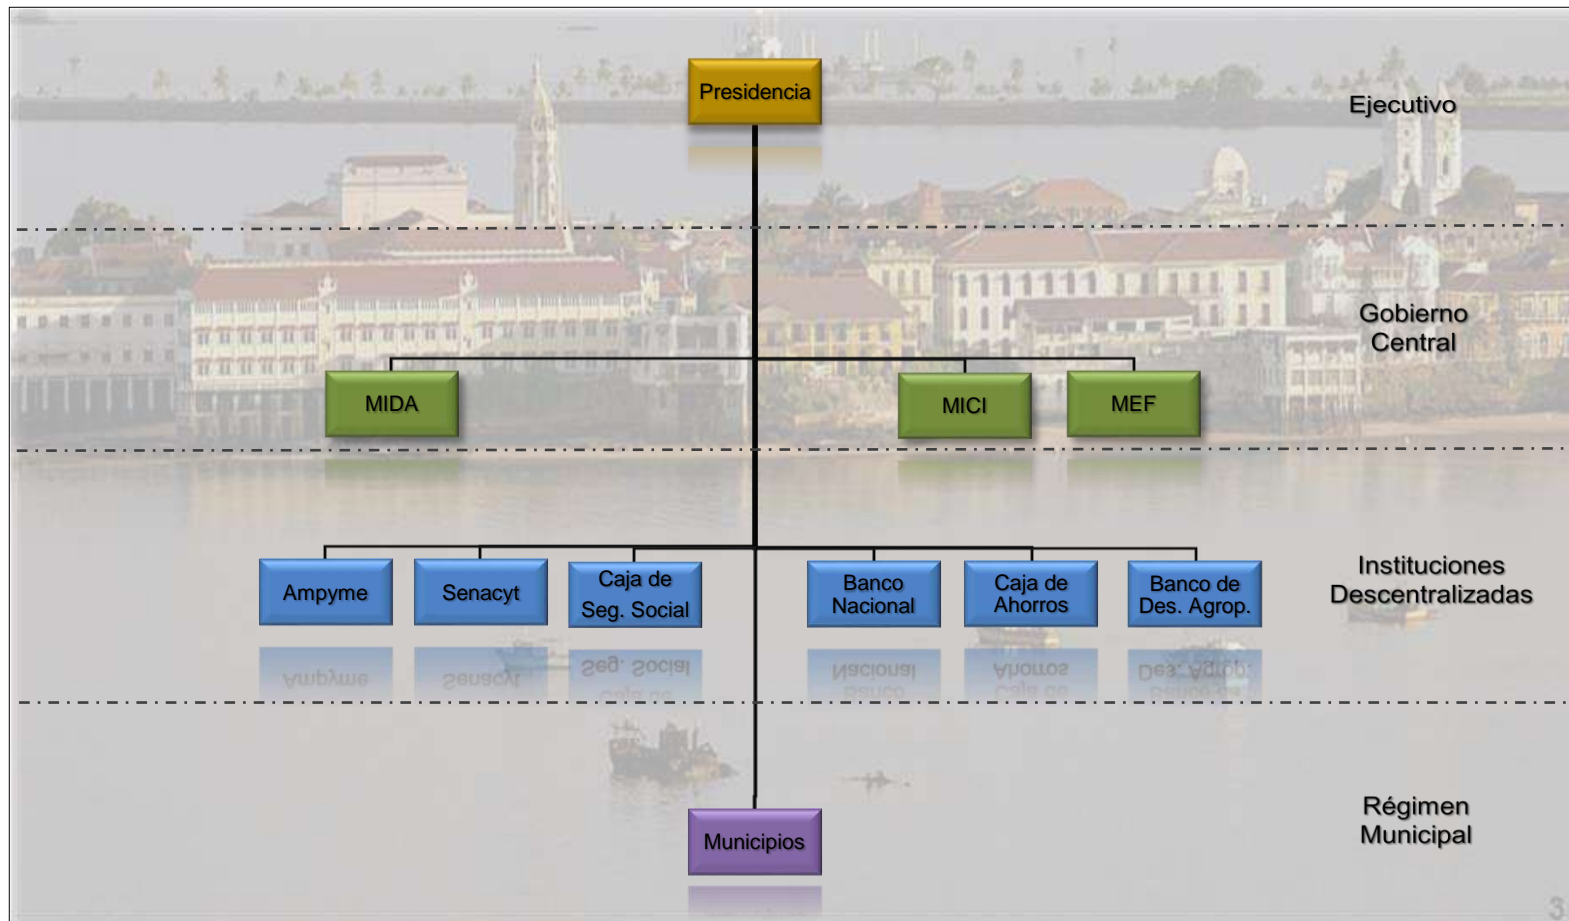 Presidencia
Ejecutivo
Gobierno
Central
MIDA
MICI
MEF
Ampyme
Senacyt
Caja de
Seg. Social
Banco
Nacional
Caja de
Ahorros
Banco de
Des. Agrop.
Instituciones
Descentralizadas
Régimen
Municipal
Municipios
3